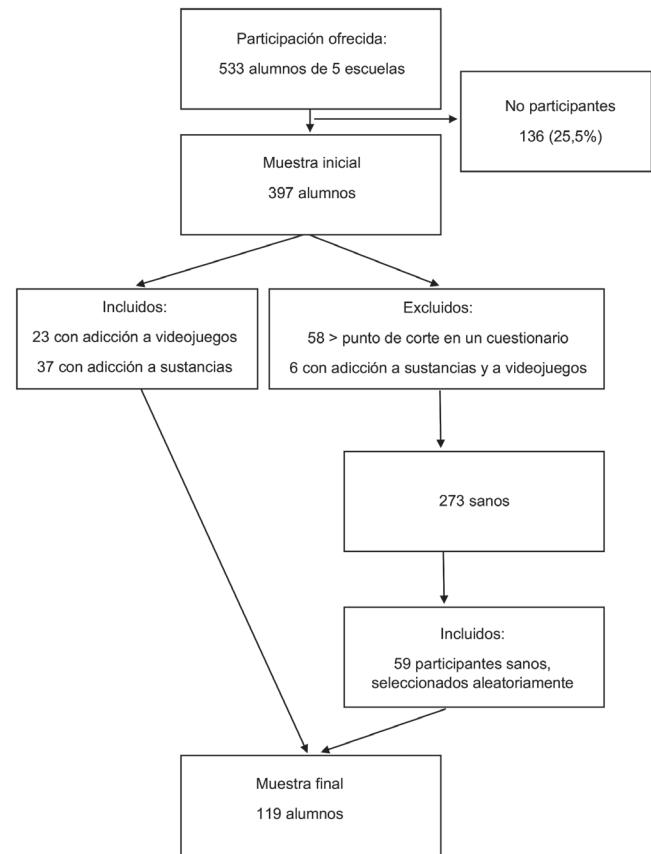 Participación ofrecida:
533 alumnos de 5 escuelas
No participantes
136 (25,5%)
Muestra inicial
397 alumnos
Incluidos:
23 con adicción a videojuegos
37 con adicción a sustancias
Excluidos:
58 > punto de corte en un cuestionario
6 con adicción a sustancias y a videojuegos
273 sanos
Incluidos:
59 participantes sanos,
seleccionados aleatoriamente
Muestra final
119 alumnos